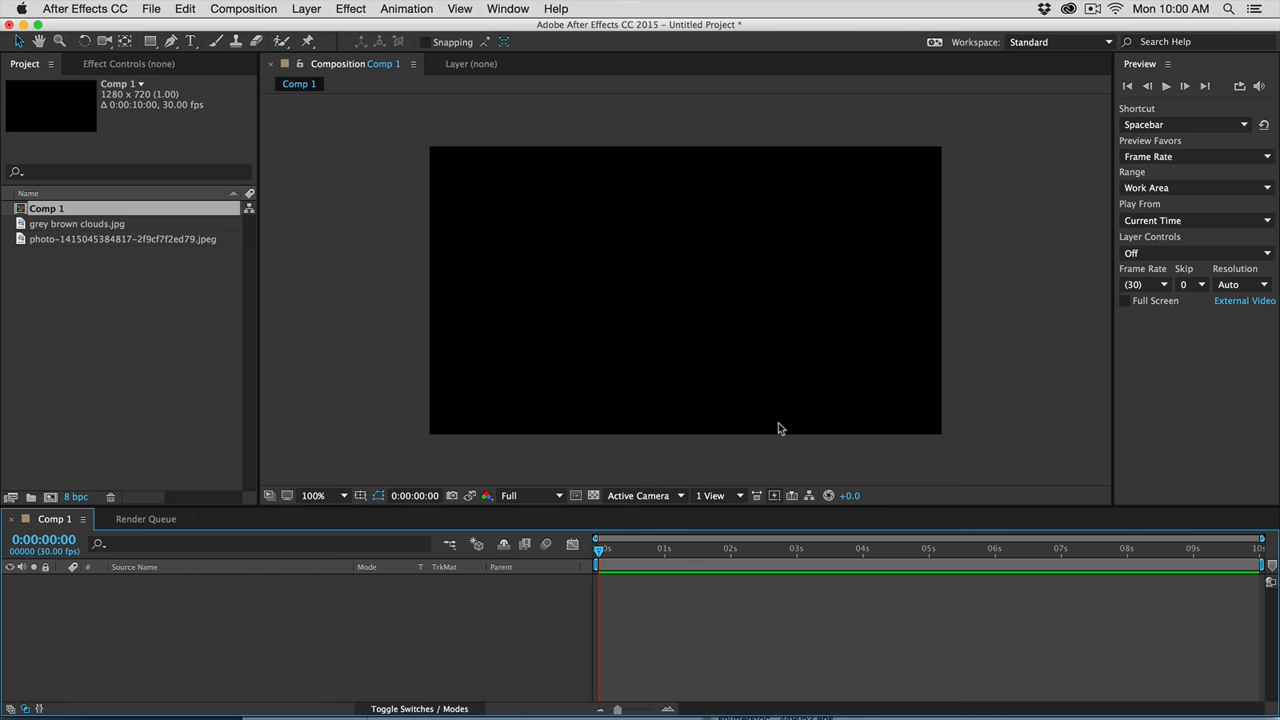 After Effects CC File Edit Composition Layer Effect Animation View Window Help Mon 10:00 AM
Adobe After Effects CC 2015 - Untitled Project *
Snapping Workspace: Standard Search Help
Project Effect Controls (none) Composition Comp 1 Layer (none) Preview
Comp 1
1280 x 720 (1.00)
Δ 0:00:10:00, 30.00 fps
Comp 1
Shortcut
Spacebar
Preview Favors
Frame Rate
Range
Work Area
Play From
Current Time
Layer Controls
Off
Frame Rate Skip Resolution
(30) 0 Auto
Full Screen External Video
Name
Comp 1
grey brown clouds.jpg
photo-1415045384817-2f9cf7f2ed79.jpeg
8 bpc 100% 0:00:00:00 Full Active Camera 1 View +0.0
Comp 1 Render Queue
0:00:00:00
00000 (30.00 fps)
0s 01s 02s 03s 04s 05s 06s 07s 08s 09s 10s
# Source Name Mode T TrkMat Parent
Toggle Switches / Modes